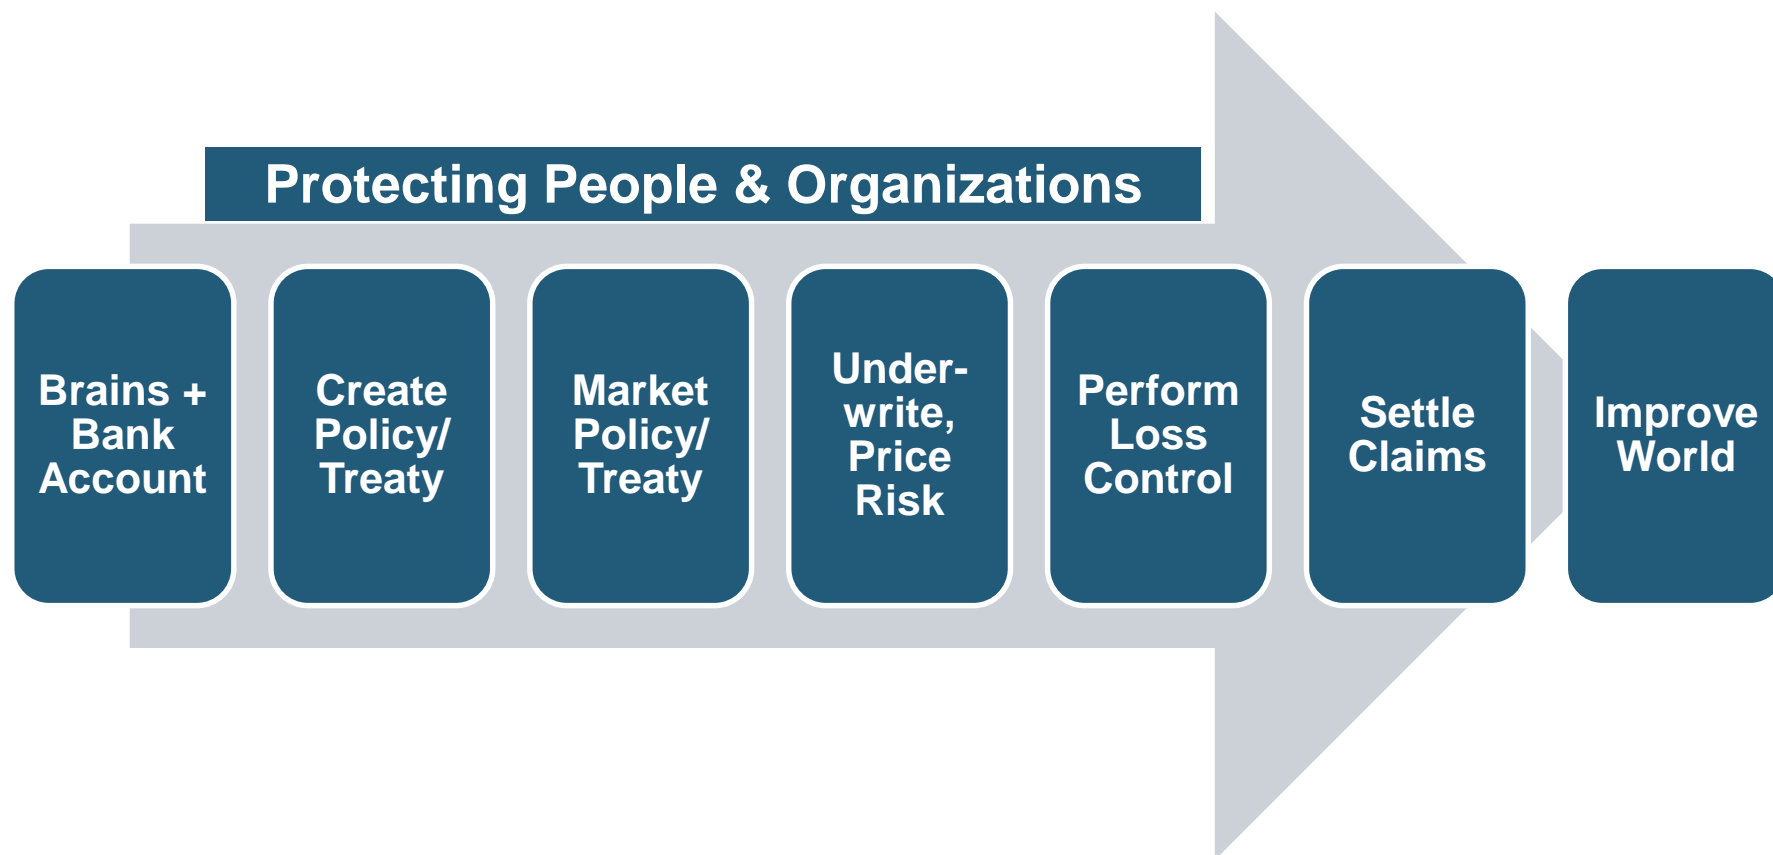 Protecting People & Organizations
Brains +
Bank
Account
Create
Policy/
Treaty
Market
Policy/
Treaty
Under-
write,
Price
Risk
Perform
Loss
Control
Settle
Claims
Improve
World